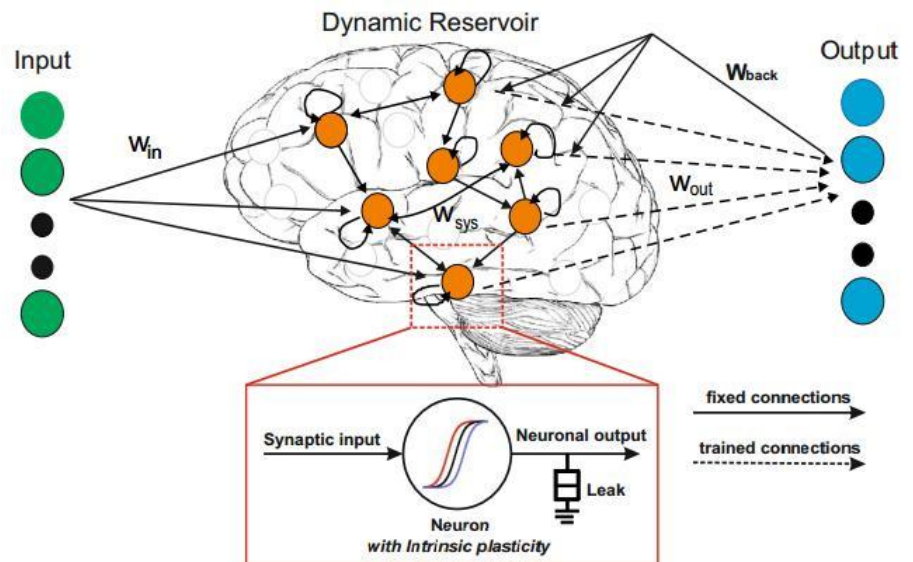 Dynamic Reservoir
Input
Output
Wback
Win
Wout
Wsys
Synaptic input
Neuronal output
Leak
Neuron
with Intrinsic plasticity
fixed connections
trained connections